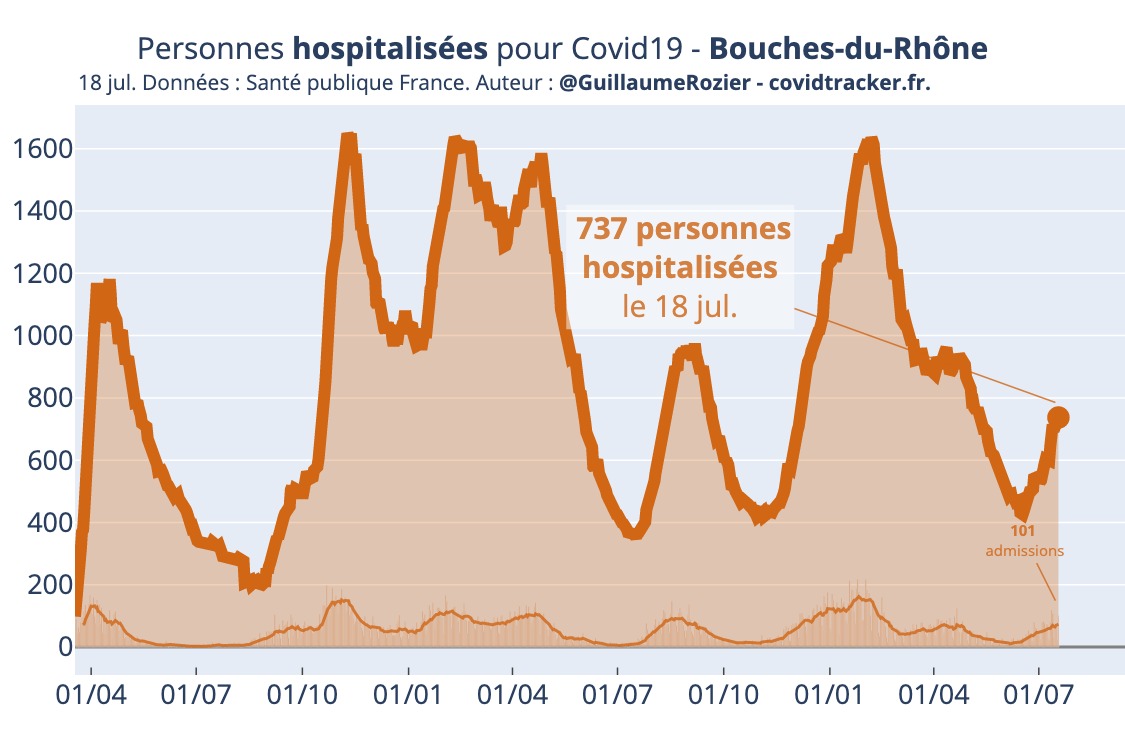 Personnes hospitalisées pour Covid19 - Bouches-du-Rhône
18 jul. Données : Santé publique France. Auteur : @GuillaumeRozier - covidtracker.fr.
1600
1400
1200
1000
800
600
400
200
0
737 personnes
hospitalisées
le 18 jul.
101
admissions
01/04 01/07 01/10 01/01 01/04 01/07 01/10 01/01 01/04 01/07